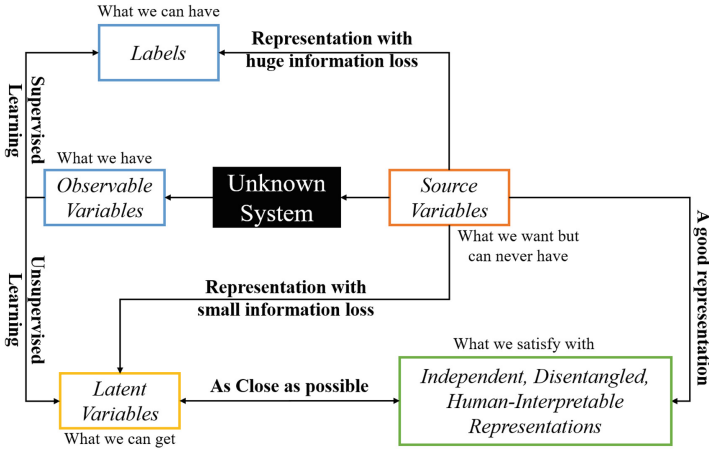 What we can have
Labels
Representation with
huge information loss
Supervised
Learning
What we have
Observable
Variables
Unknown
System
Source
Variables
What we want but
can never have
A good representation
Unsupervised
Learning
Representation with
small information loss
What we satisfy with
Latent
Variables
As Close as possible
Independent, Disentangled,
Human-Interpretable
Representations
What we can get